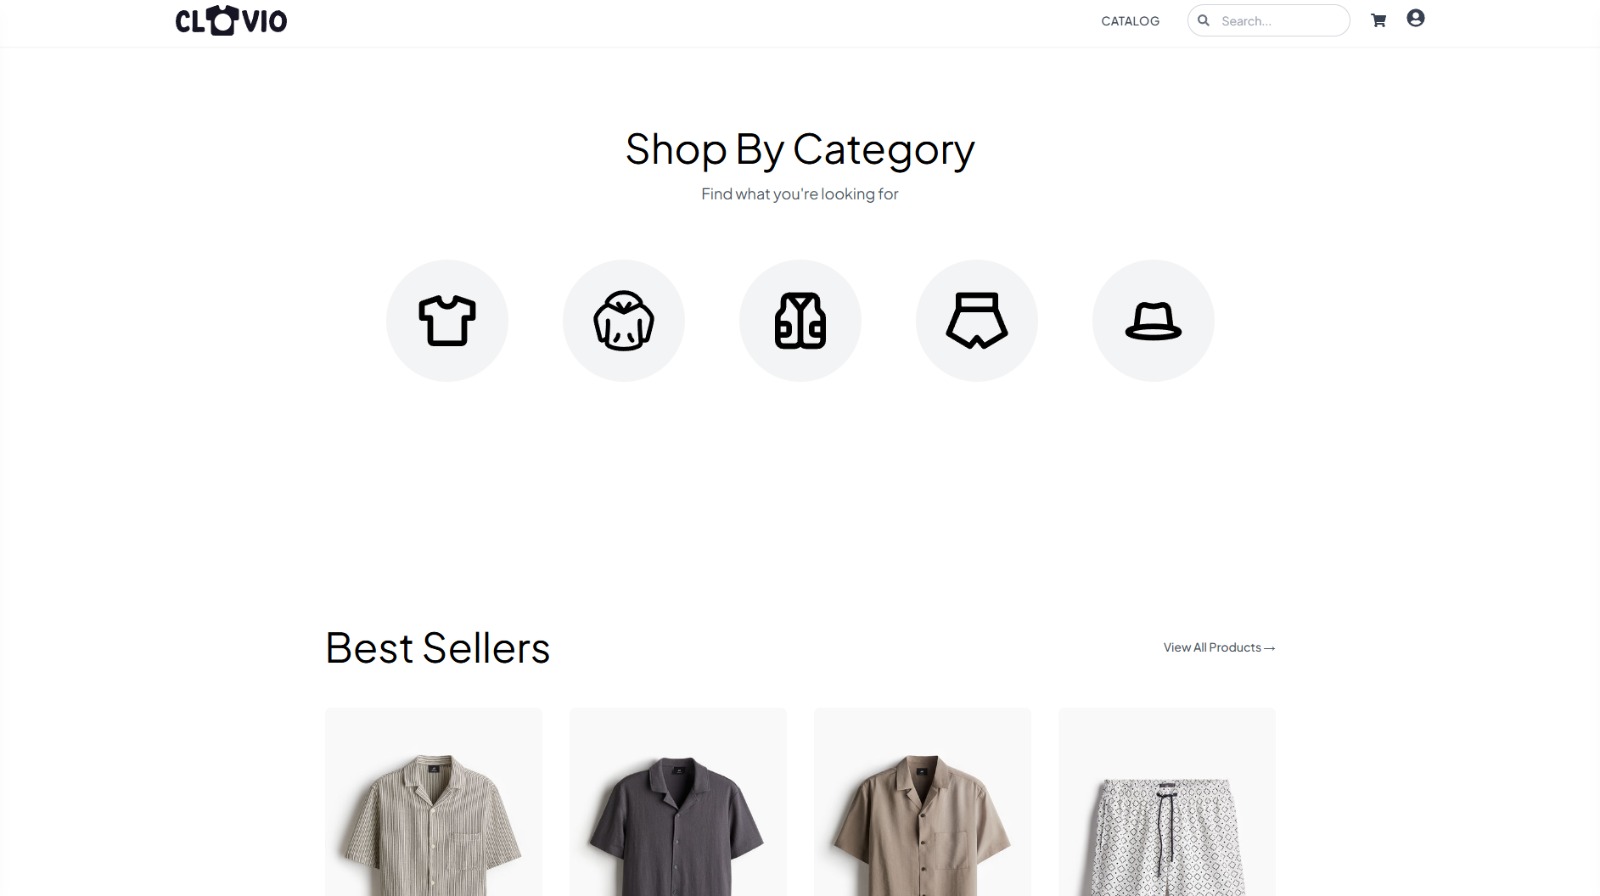 CLOVIO
CATALOG
Search...
Shop By Category
Find what you're looking for
Best Sellers
View All Products →